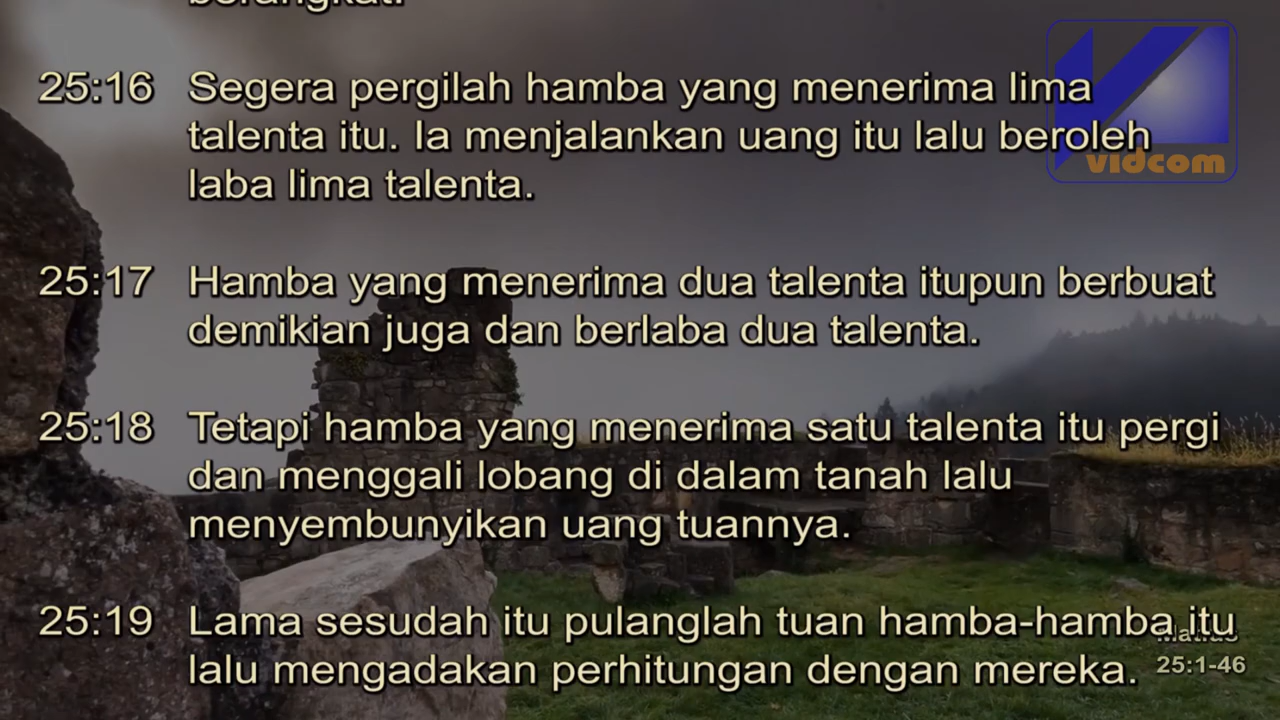 berangkat.
25:16 Segera pergilah hamba yang menerima lima
talenta itu. Ia menjalankan uang itu lalu beroleh
laba lima talenta.
vidcom
25:17 Hamba yang menerima dua talenta itupun berbuat
demikian juga dan berlaba dua talenta.
25:18 Tetapi hamba yang menerima satu talenta itu pergi
dan menggali lobang di dalam tanah lalu
menyembunyikan uang tuannya.
25:19 Lama sesudah itu pulanglah tuan hamba-hamba itu
lalu mengadakan perhitungan dengan mereka.
Matius
25:1-46